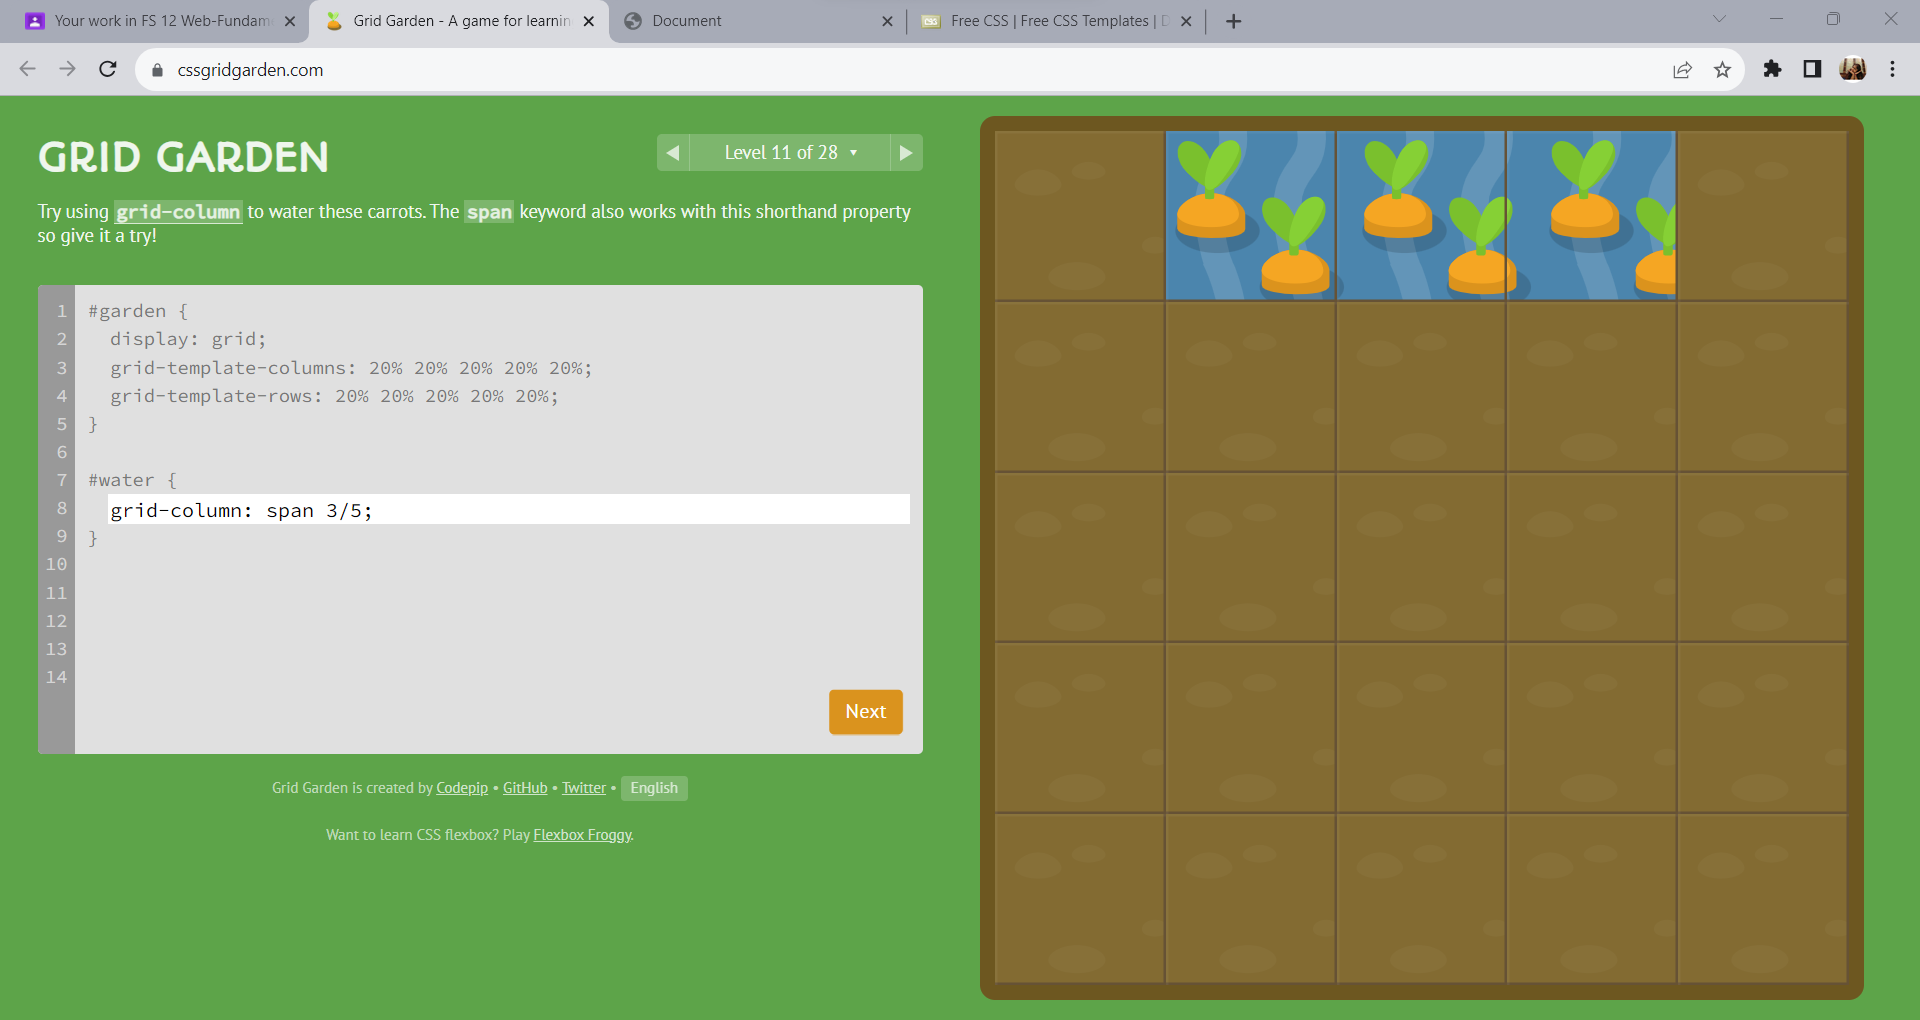 Your work in FS 12 Web-Fundam
Grid Garden - A game for learnin
Document
Free CSS | Free CSS Templates |
cssgridgarden.com
GRID GARDEN
Level 11 of 28
Try using grid-column to water these carrots. The span keyword also works with this shorthand property
so give it a try!
1 #garden {
2 display: grid;
3 grid-template-columns: 20% 20% 20% 20% 20%;
4 grid-template-rows: 20% 20% 20% 20% 20%;
5 }
6
7 #water {
8 grid-column: span 3/5;
9 }
10
11
12
13
14
Next
Grid Garden is created by Codepip • GitHub • Twitter • English
Want to learn CSS flexbox? Play Flexbox Froggy.